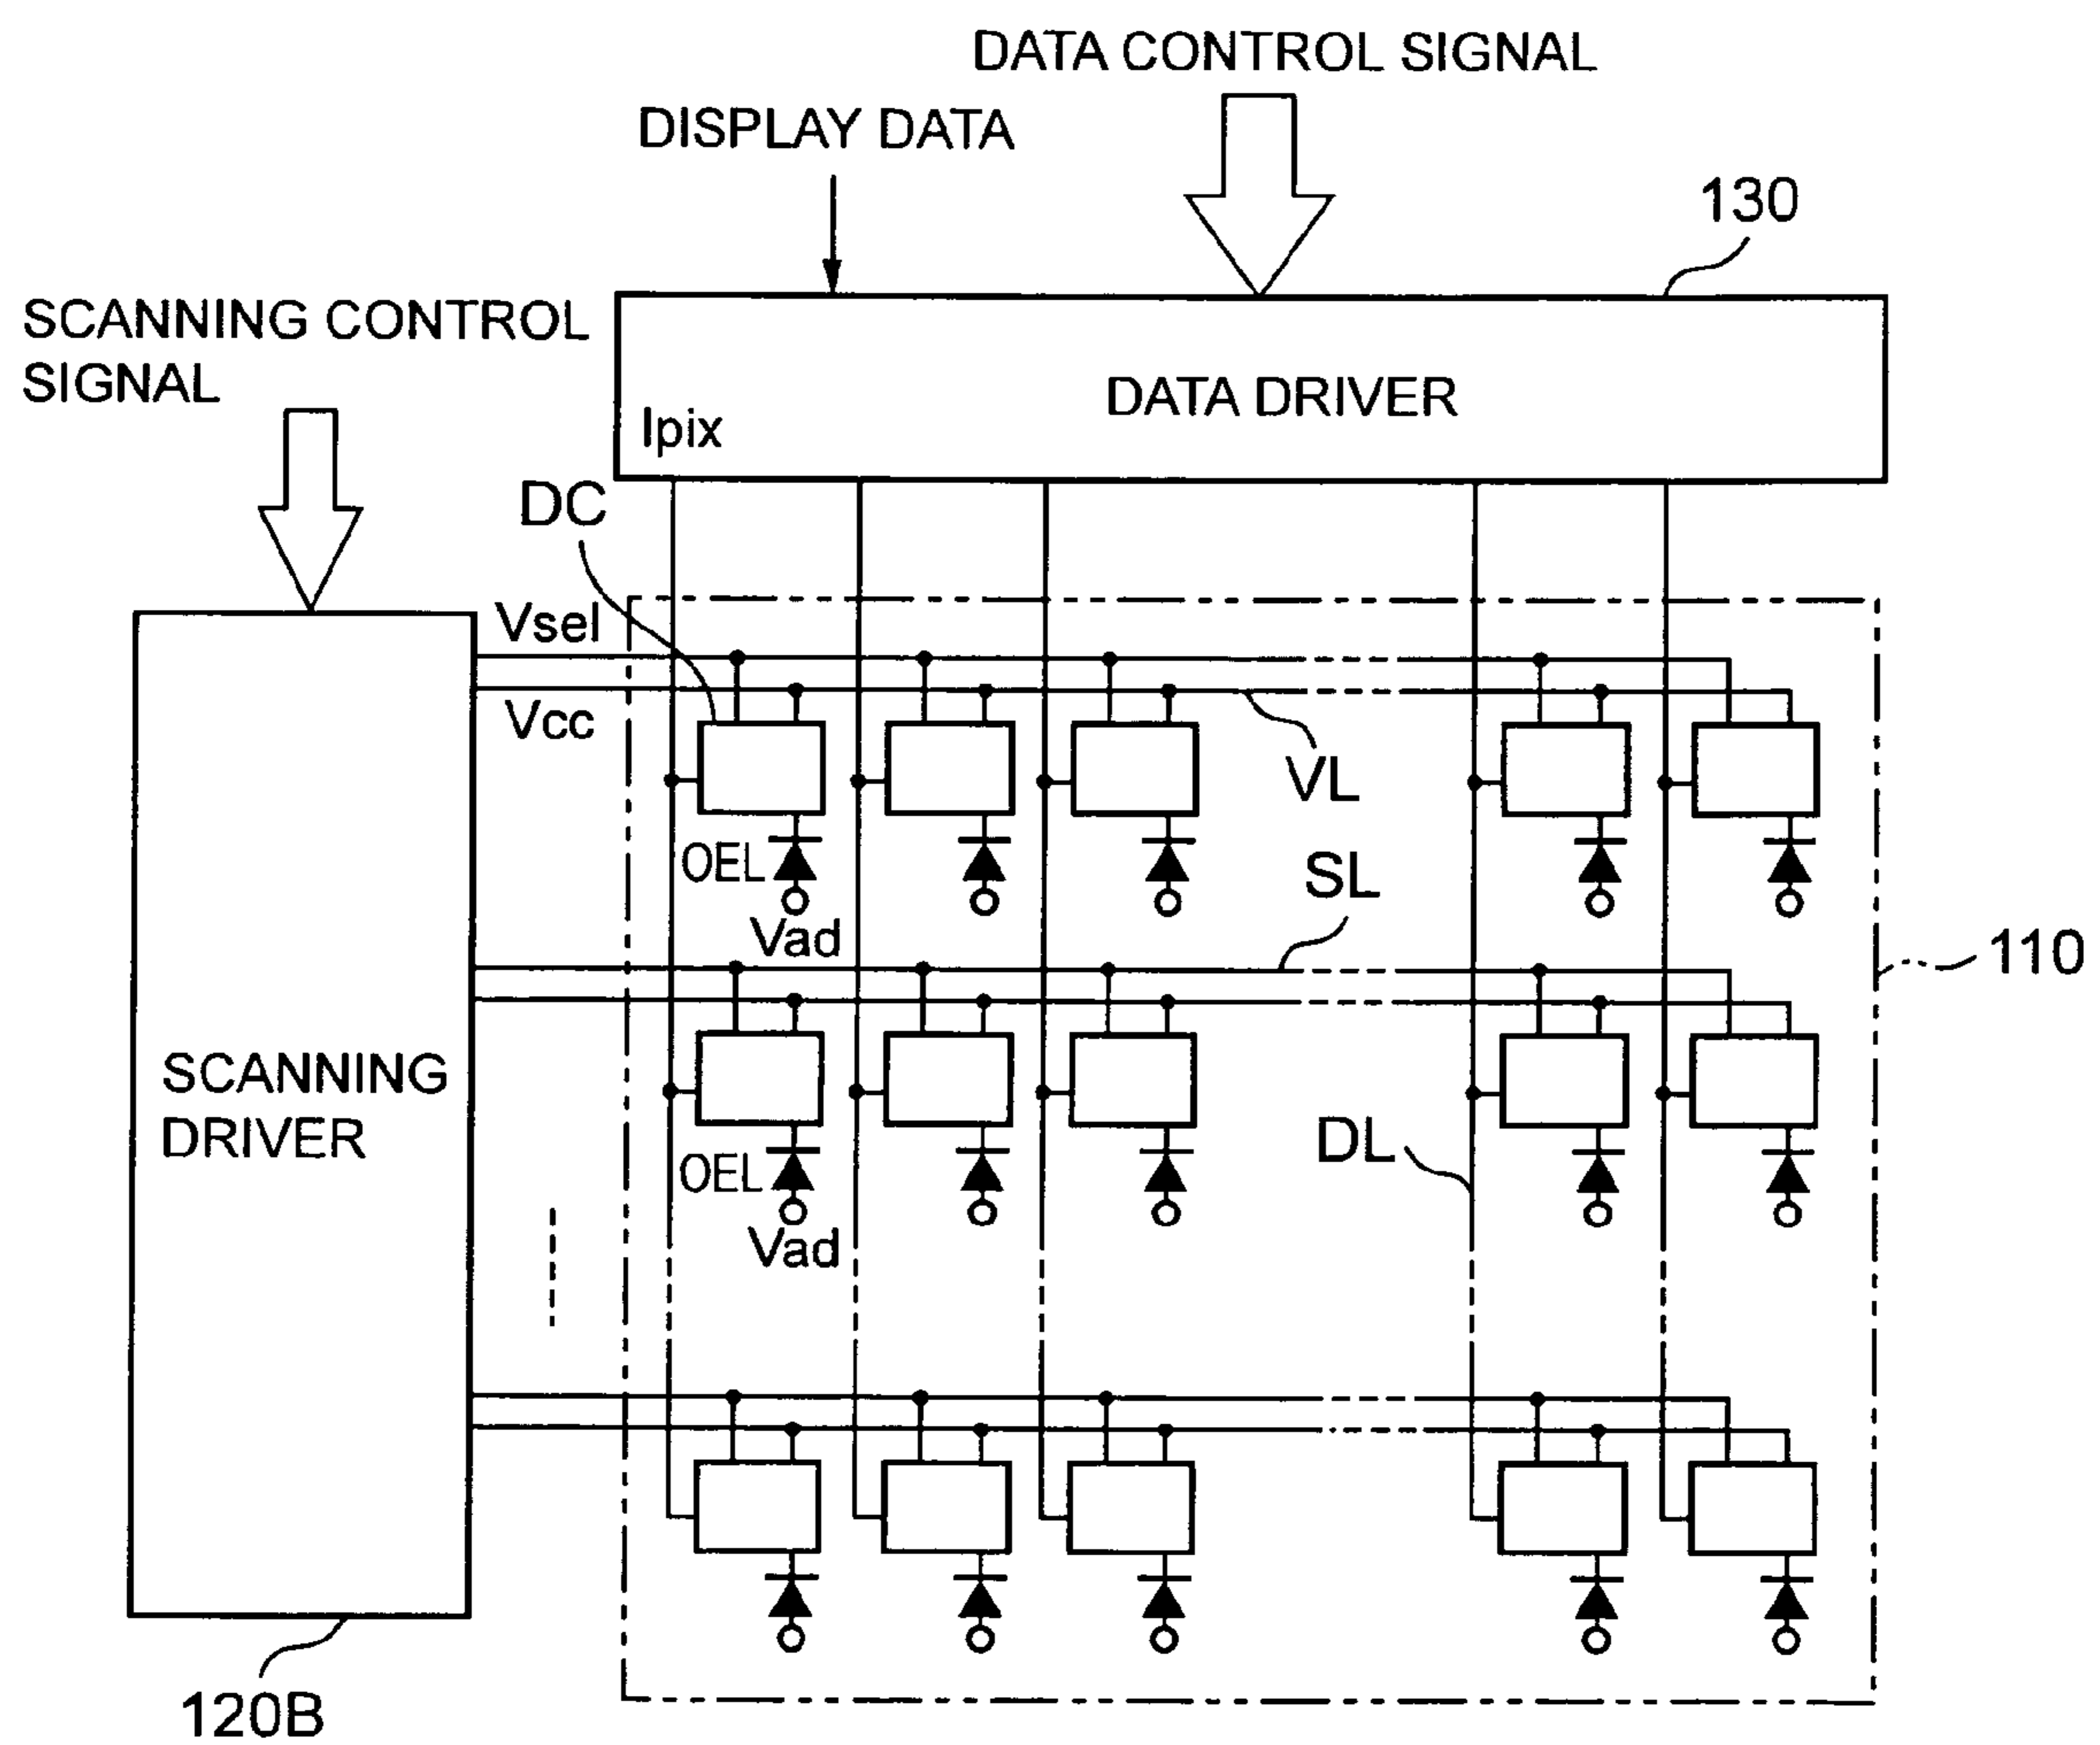 DATA CONTROL SIGNAL
DISPLAY DATA
130
SCANNING CONTROL
SIGNAL
DATA DRIVER
Ipix
DC
Vsel
Vcc
VL
OEL
SL
Vad
110
SCANNING
DRIVER
DL
OEL
Vad
120B